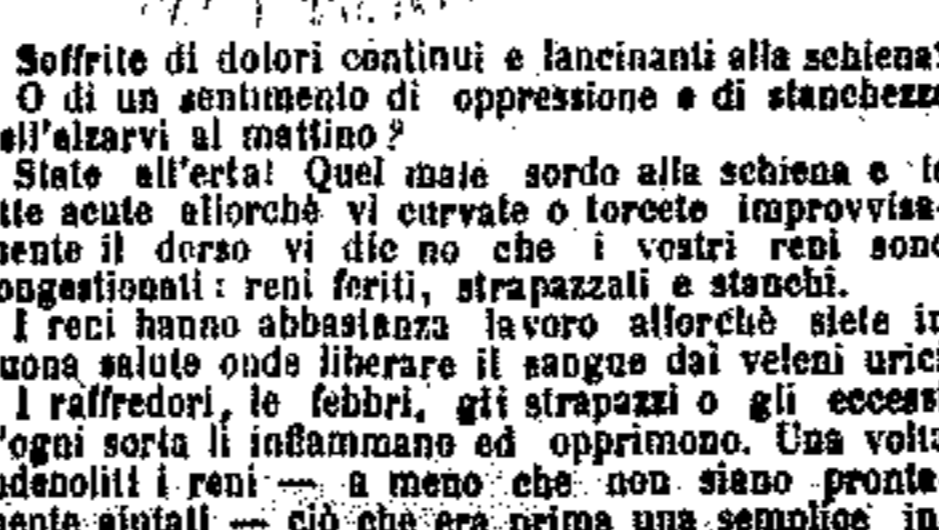 Soffrite di dolori continui e lancinanti alla schiena?
O di un sentimento di oppressione e di stanchezza
nell'alzarvi al mattino?
State all'erta! Quel male sordo alla schiena e le
fitte acute allorchè vi curvate o torcete improvvisa-
mente il dorso vi dicono che i vostri reni sono
congestionati: reni feriti, strapazzati e stanchi.
I reni hanno abbastanza lavoro allorchè siete in
buona salute onde liberare il sangue dai veleni urici
I raffredori, le febbri, gli strapazzi o gli eccessi
d'ogni sorta li infiammano ed opprimono. Una volta
indeboliti i reni — a meno che non siano pronta-
mente aiutati — ciò che era prima una semplice in